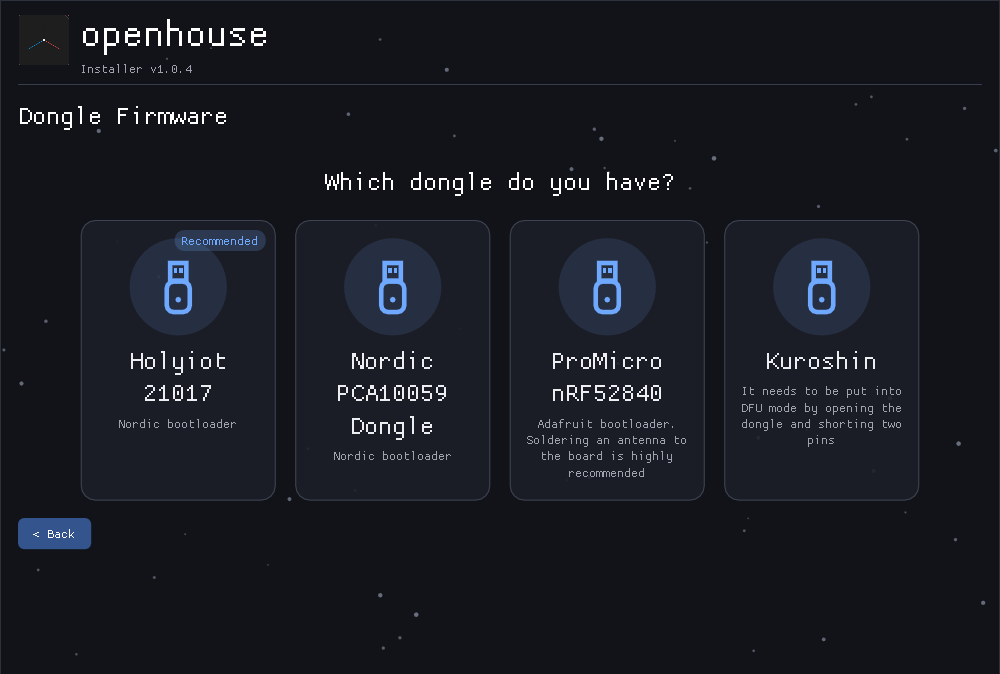 openhouse
Installer v1.0.4
Dongle Firmware
Which dongle do you have?
Recommended
Holyiot
21017
Nordic bootloader
Nordic
PCA10059
Dongle
Nordic bootloader
ProMicro
nRF52840
Adafruit bootloader.
Soldering an antenna to
the board is highly
recommended
Kuroshin
It needs to be put into
DFU mode by opening the
dongle and shorting two
pins
< Back